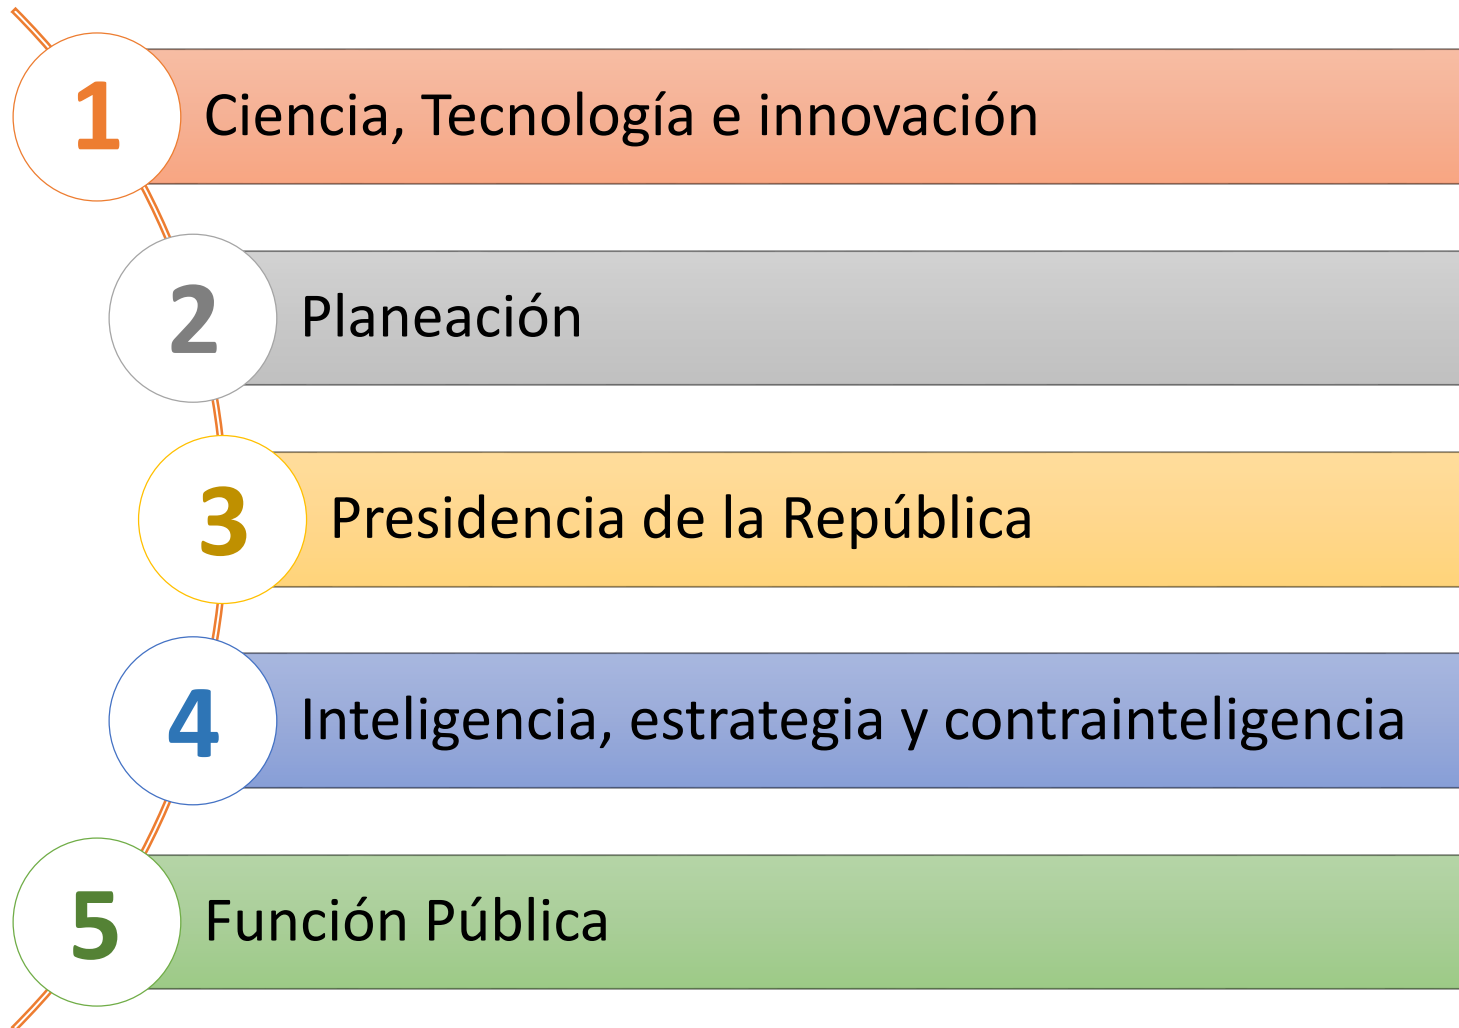 1
Ciencia, Tecnología e innovación
2
Planeación
3
Presidencia de la República
4
Inteligencia, estrategia y contrainteligencia
5
Función Pública